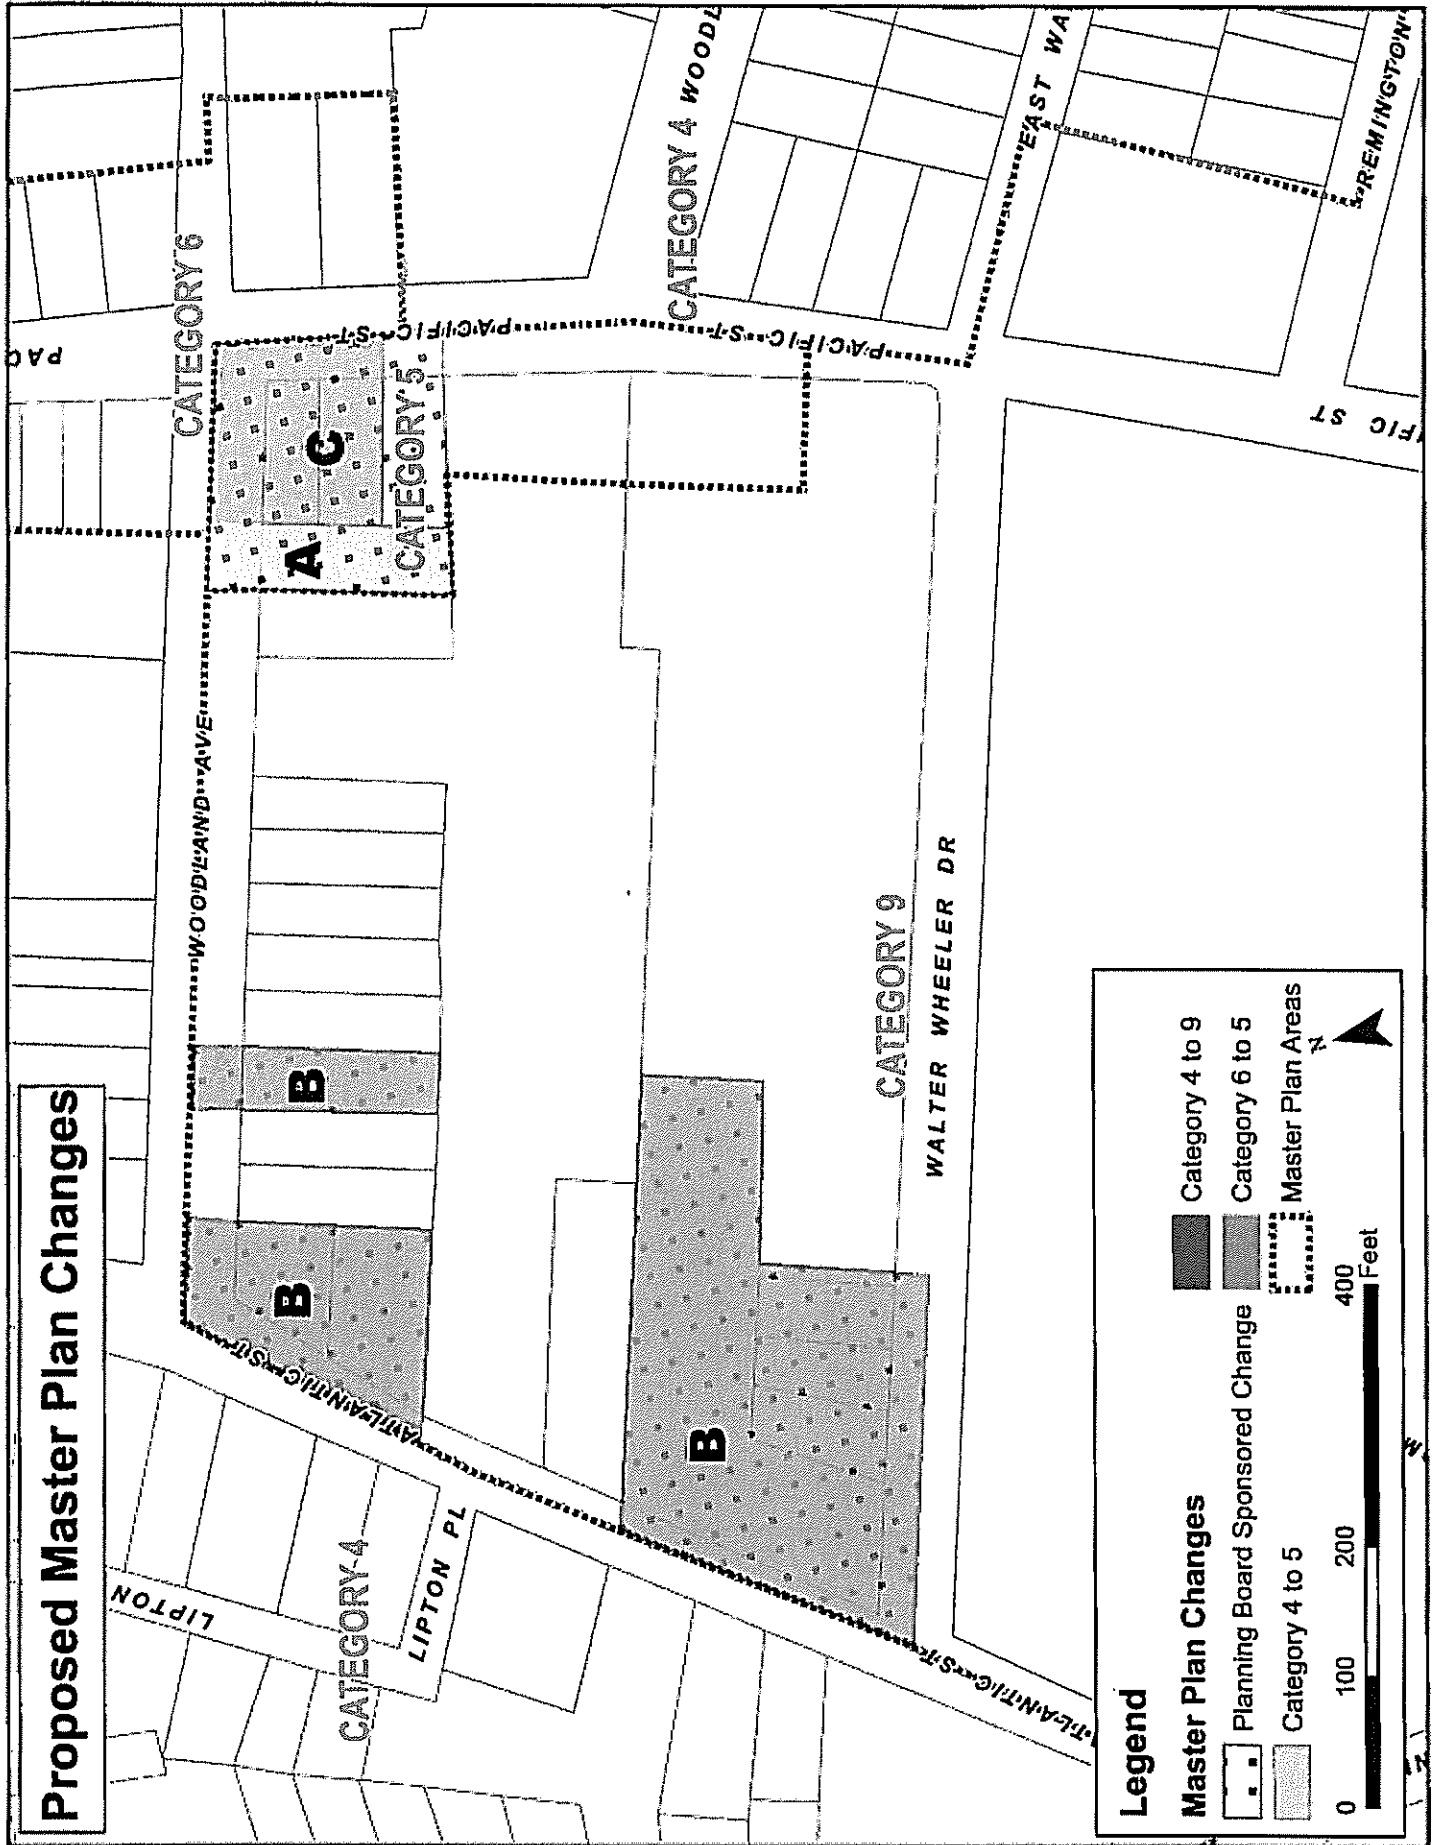 Proposed Master Plan Changes
LIPTON
CATEGORY 4
LIPTON PL
ATLANTIC ST
ATLANTIC ST
WOODLAND AVE
B
B
B
A
C
CATEGORY 5
CATEGORY 6
PAC
PACIFIC ST
PACIFIC ST
CATEGORY 4
WOODL
EAST WA
REMINGTON
IFIC ST
CATEGORY 9
WALTER WHEELER DR
Legend
Master Plan Changes
Planning Board Sponsored Change
Category 4 to 5
Category 4 to 9
Category 6 to 5
Master Plan Areas
N
0 100 200 400
Feet